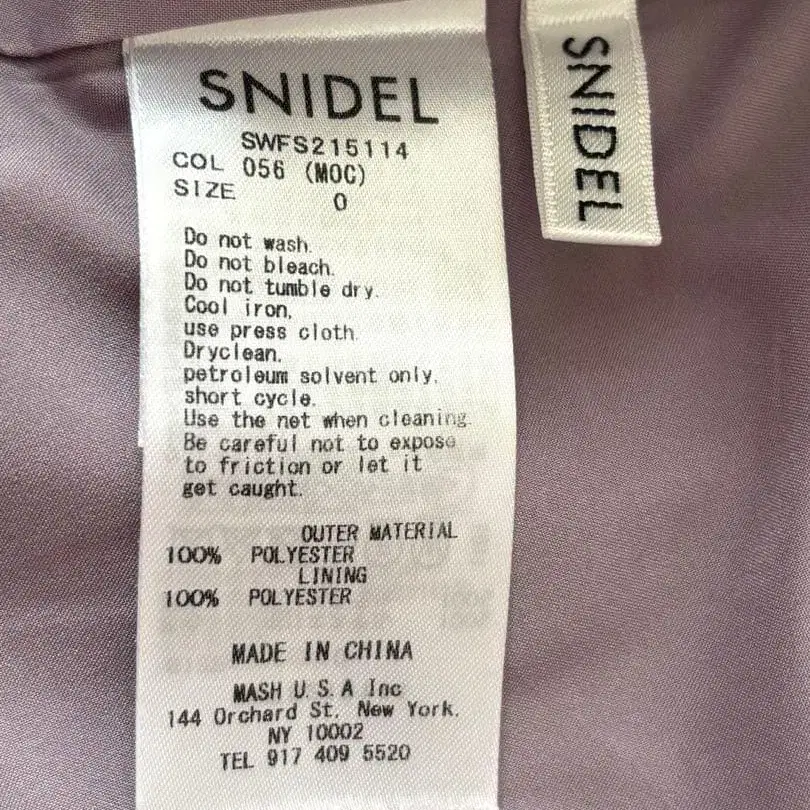 SNIDEL
SWFS215114
COL 056 (MOC)
SIZE 0
Do not wash.
Do not bleach.
Do not tumble dry.
Cool iron,
use press cloth.
Dryclean.
petroleum solvent only.
short cycle.
Use the net when cleaning.
Be careful not to expose
to friction or let it
get caught.
OUTER MATERIAL
100% POLYESTER
LINING
100% POLYESTER
MADE IN CHINA
MASH U.S.A Inc
144 Orchard St. New York.
NY 10002
TEL 917 409 5520
SNIDEL